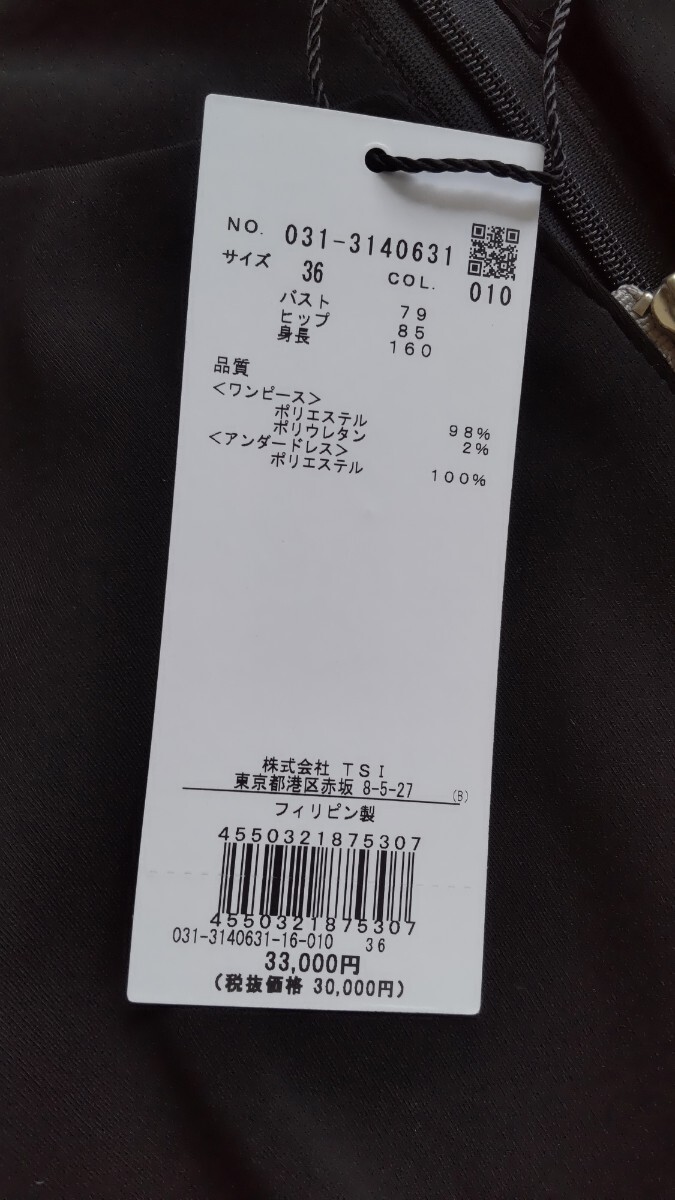 NO. 031-3140631
サイズ 36 COL. 010
バスト 79
ヒップ 85
身長 160
品質
<ワンピース>
ポリエステル 98%
ポリウレタン 2%
<アンダードレス>
ポリエステル 100%
株式会社 TSI
東京都港区赤坂 8-5-27
(B)
フィリピン製
4550321875307
4550321875307
031-3140631-16-010 36
33,000円
(税抜価格 30,000円)